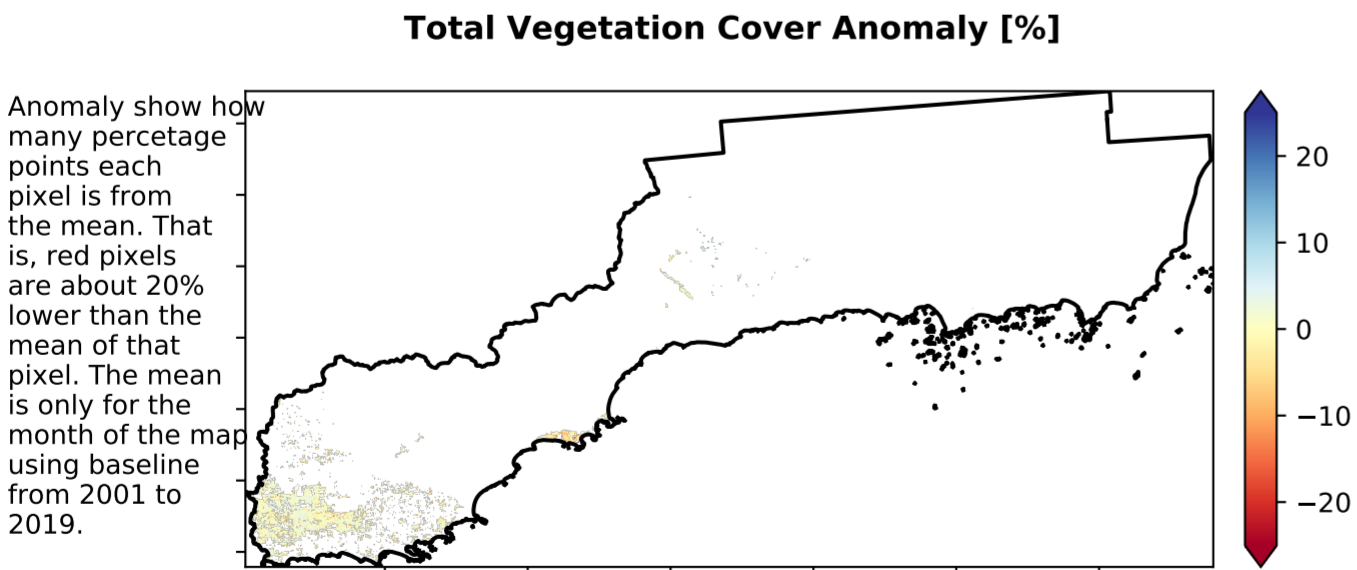 Total Vegetation Cover Anomaly [%]
Anomaly show how
many percetage
points each
pixel is from
the mean. That
is, red pixels
are about 20%
lower than the
mean of that
pixel. The mean
is only for the
month of the map
using baseline
from 2001 to
2019.
20
10
0
−10
−20